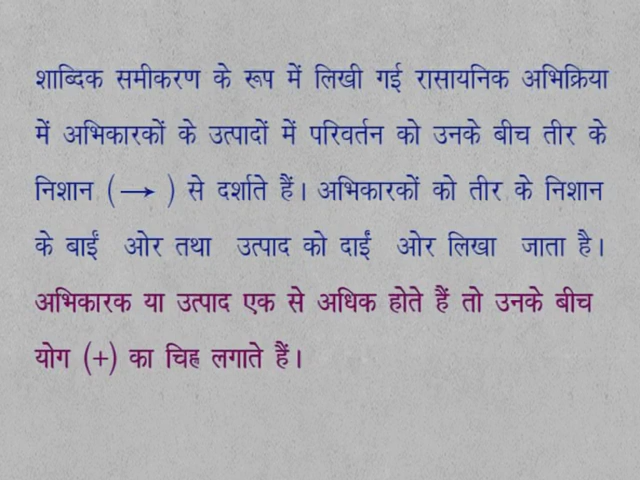 शाब्दिक समीकरण के रूप में लिखी गई रासायनिक अभिक्रिया
में अभिकारकों के उत्पादों में परिवर्तन को उनके बीच तीर के
निशान (→) से दर्शाते हैं। अभिकारकों को तीर के निशान
के बाईं ओर तथा उत्पाद को दाईं ओर लिखा जाता है।
अभिकारक या उत्पाद एक से अधिक होते हैं तो उनके बीच
योग (+) का चिह्न लगाते हैं।